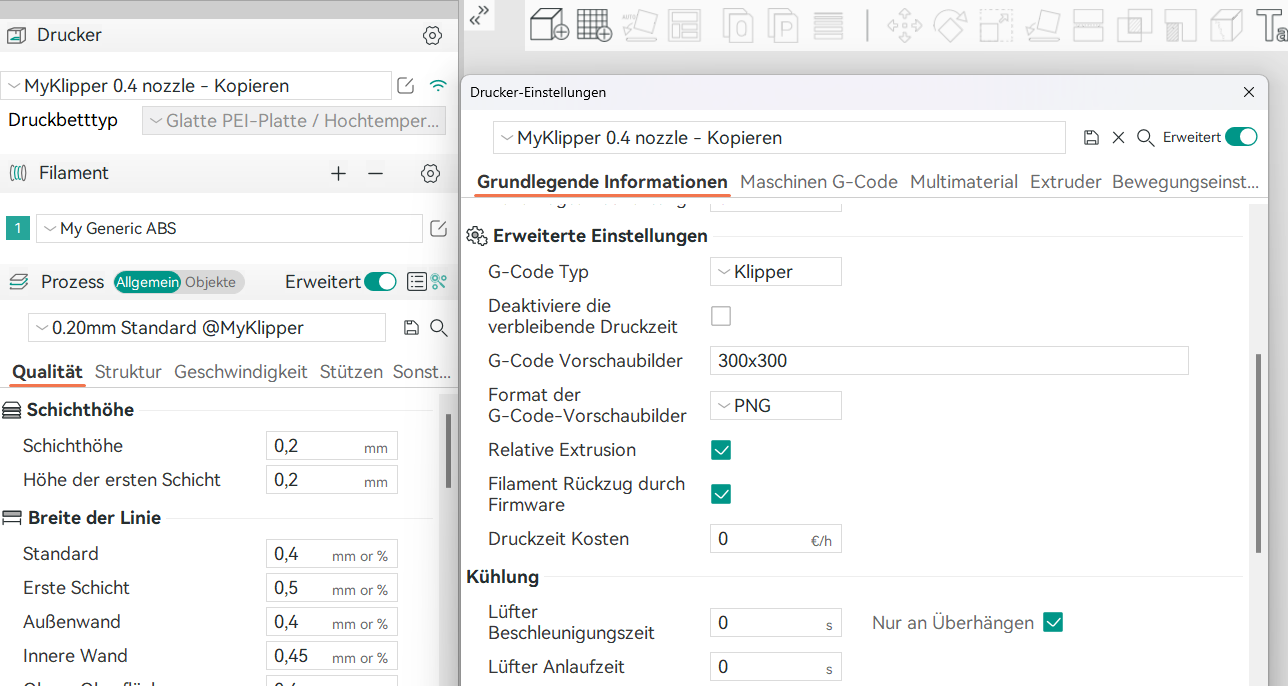 Drucker
MyKlipper 0.4 nozzle - Kopieren
Druckbetttyp
Glatte PEI-Platte / Hochtemper...
Filament
1
My Generic ABS
Prozess
Allgemein
Objekte
Erweitert
0.20mm Standard @MyKlipper
Qualität
Struktur
Geschwindigkeit
Stützen
Sonst...
Schichthöhe
Schichthöhe
0,2
mm
Höhe der ersten Schicht
0,2
mm
Breite der Linie
Standard
0,4
mm or %
Erste Schicht
0,5
mm or %
Außenwand
0,4
mm or %
Innere Wand
0,45
mm or %
AUTO
Drucker-Einstellungen
MyKlipper 0.4 nozzle - Kopieren
Erweitert
Grundlegende Informationen
Maschinen G-Code
Multimaterial
Extruder
Bewegungseinst...
Erweiterte Einstellungen
G-Code Typ
Klipper
Deaktiviere die
verbleibende Druckzeit
G-Code Vorschaubilder
300x300
Format der
G-Code-Vorschaubilder
PNG
Relative Extrusion
Filament Rückzug durch
Firmware
Druckzeit Kosten
0
€/h
Kühlung
Lüfter
Beschleunigungszeit
0
s
Nur an Überhängen
Lüfter Anlaufzeit
0
s